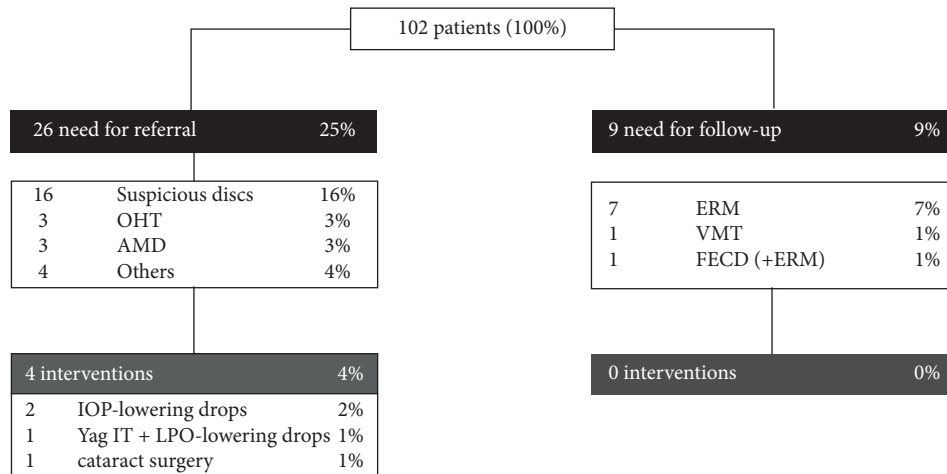 102 patients (100%)
26 need for referral 25%
16 Suspicious discs 16%
3 OHT 3%
3 AMD 3%
4 Others 4%
4 interventions 4%
2 IOP-lowering drops 2%
1 Yag IT + LPO-lowering drops 1%
1 cataract surgery 1%
9 need for follow-up 9%
7 ERM 7%
1 VMT 1%
1 FECD (+ERM) 1%
0 interventions 0%